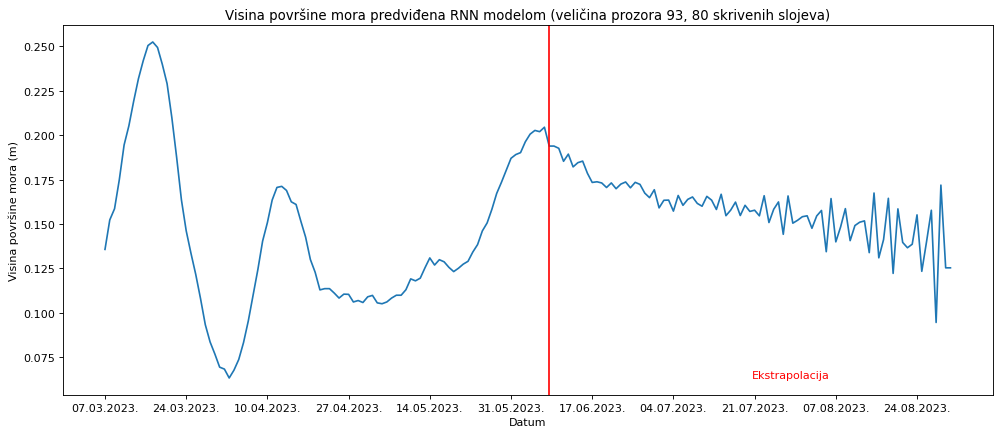 Visina površine mora predviđena RNN modelom (veličina prozora 93, 80 skrivenih slojeva)
Visina površine mora (m)
0.250
0.225
0.200
0.175
0.150
0.125
0.100
0.075
Ekstrapolacija
07.03.2023. 24.03.2023. 10.04.2023. 27.04.2023. 14.05.2023. 31.05.2023. 17.06.2023. 04.07.2023. 21.07.2023. 07.08.2023. 24.08.2023.
Datum